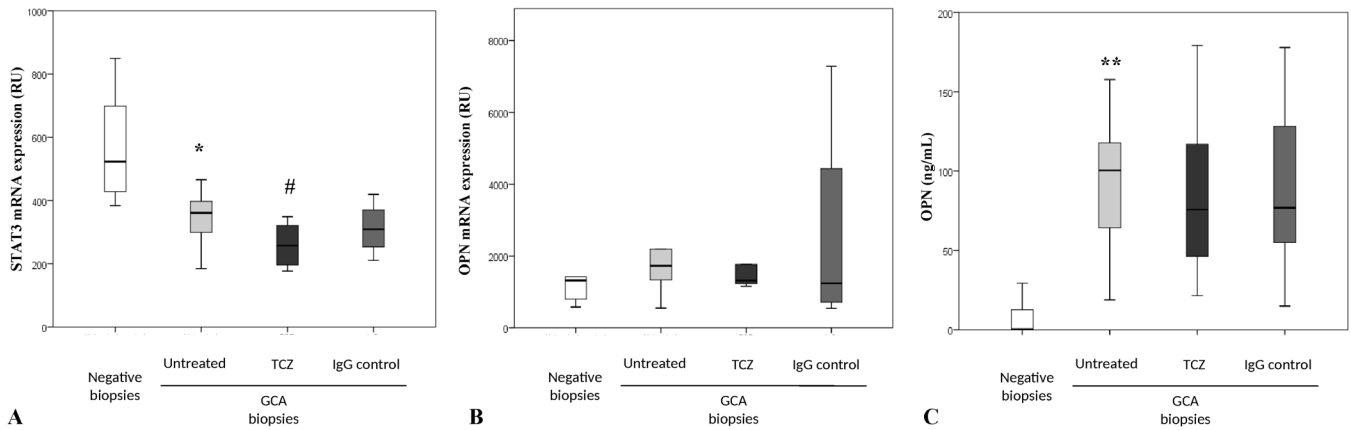 1000
800
600
400
200
0
STAT3 mRNA expression (RU)
*
#
Negative
biopsies
Untreated
TCZ
IgG control
GCA
biopsies
A
8000
6000
4000
2000
0
OPN mRNA expression (RU)
Negative
biopsies
Untreated
TCZ
IgG control
GCA
biopsies
B
200
150
100
50
0
OPN (ng/mL)
**
Negative
biopsies
Untreated
TCZ
IgG control
GCA
biopsies
C